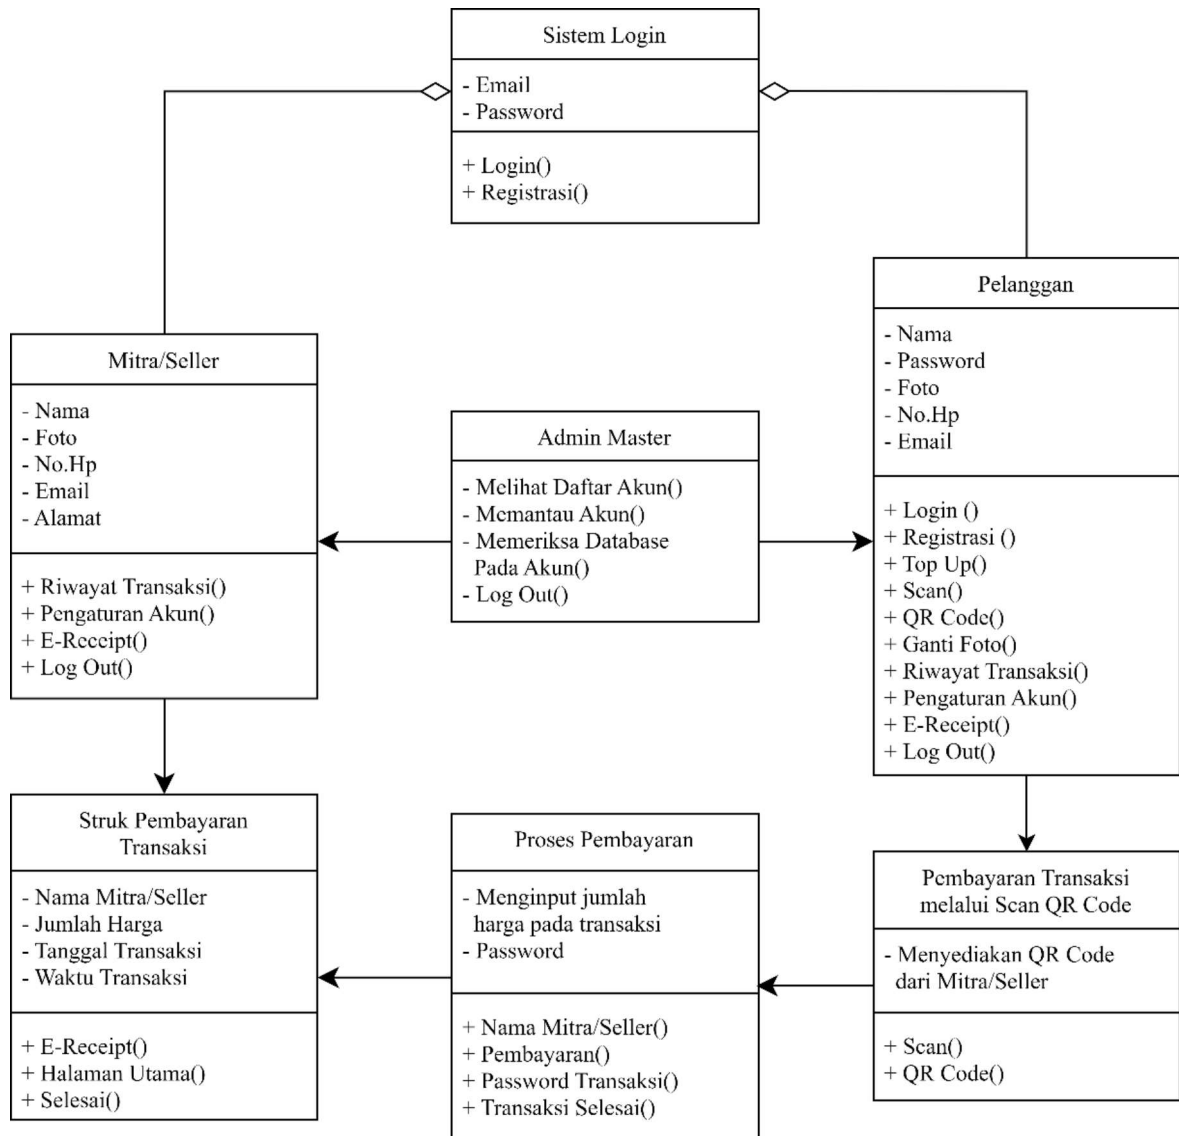 Sistem Login
- Email
- Password
+ Login()
+ Registrasi()
Pelanggan
- Nama
- Password
- Foto
- No.Hp
- Email
+ Login ()
+ Registrasi ()
+ Top Up()
+ Scan()
+ QR Code()
+ Ganti Foto()
+ Riwayat Transaksi()
+ Pengaturan Akun()
+ E-Receipt()
+ Log Out()
Mitra/Seller
- Nama
- Foto
- No.Hp
- Email
- Alamat
+ Riwayat Transaksi()
+ Pengaturan Akun()
+ E-Receipt()
+ Log Out()
Admin Master
- Melihat Daftar Akun()
- Memantau Akun()
- Memeriksa Database
Pada Akun()
- Log Out()
Struk Pembayaran
Transaksi
- Nama Mitra/Seller
- Jumlah Harga
- Tanggal Transaksi
- Waktu Transaksi
+ E-Receipt()
+ Halaman Utama()
+ Selesai()
Proses Pembayaran
- Menginput jumlah
harga pada transaksi
- Password
+ Nama Mitra/Seller()
+ Pembayaran()
+ Password Transaksi()
+ Transaksi Selesai()
Pembayaran Transaksi
melalui Scan QR Code
- Menyediakan QR Code
dari Mitra/Seller
+ Scan()
+ QR Code()